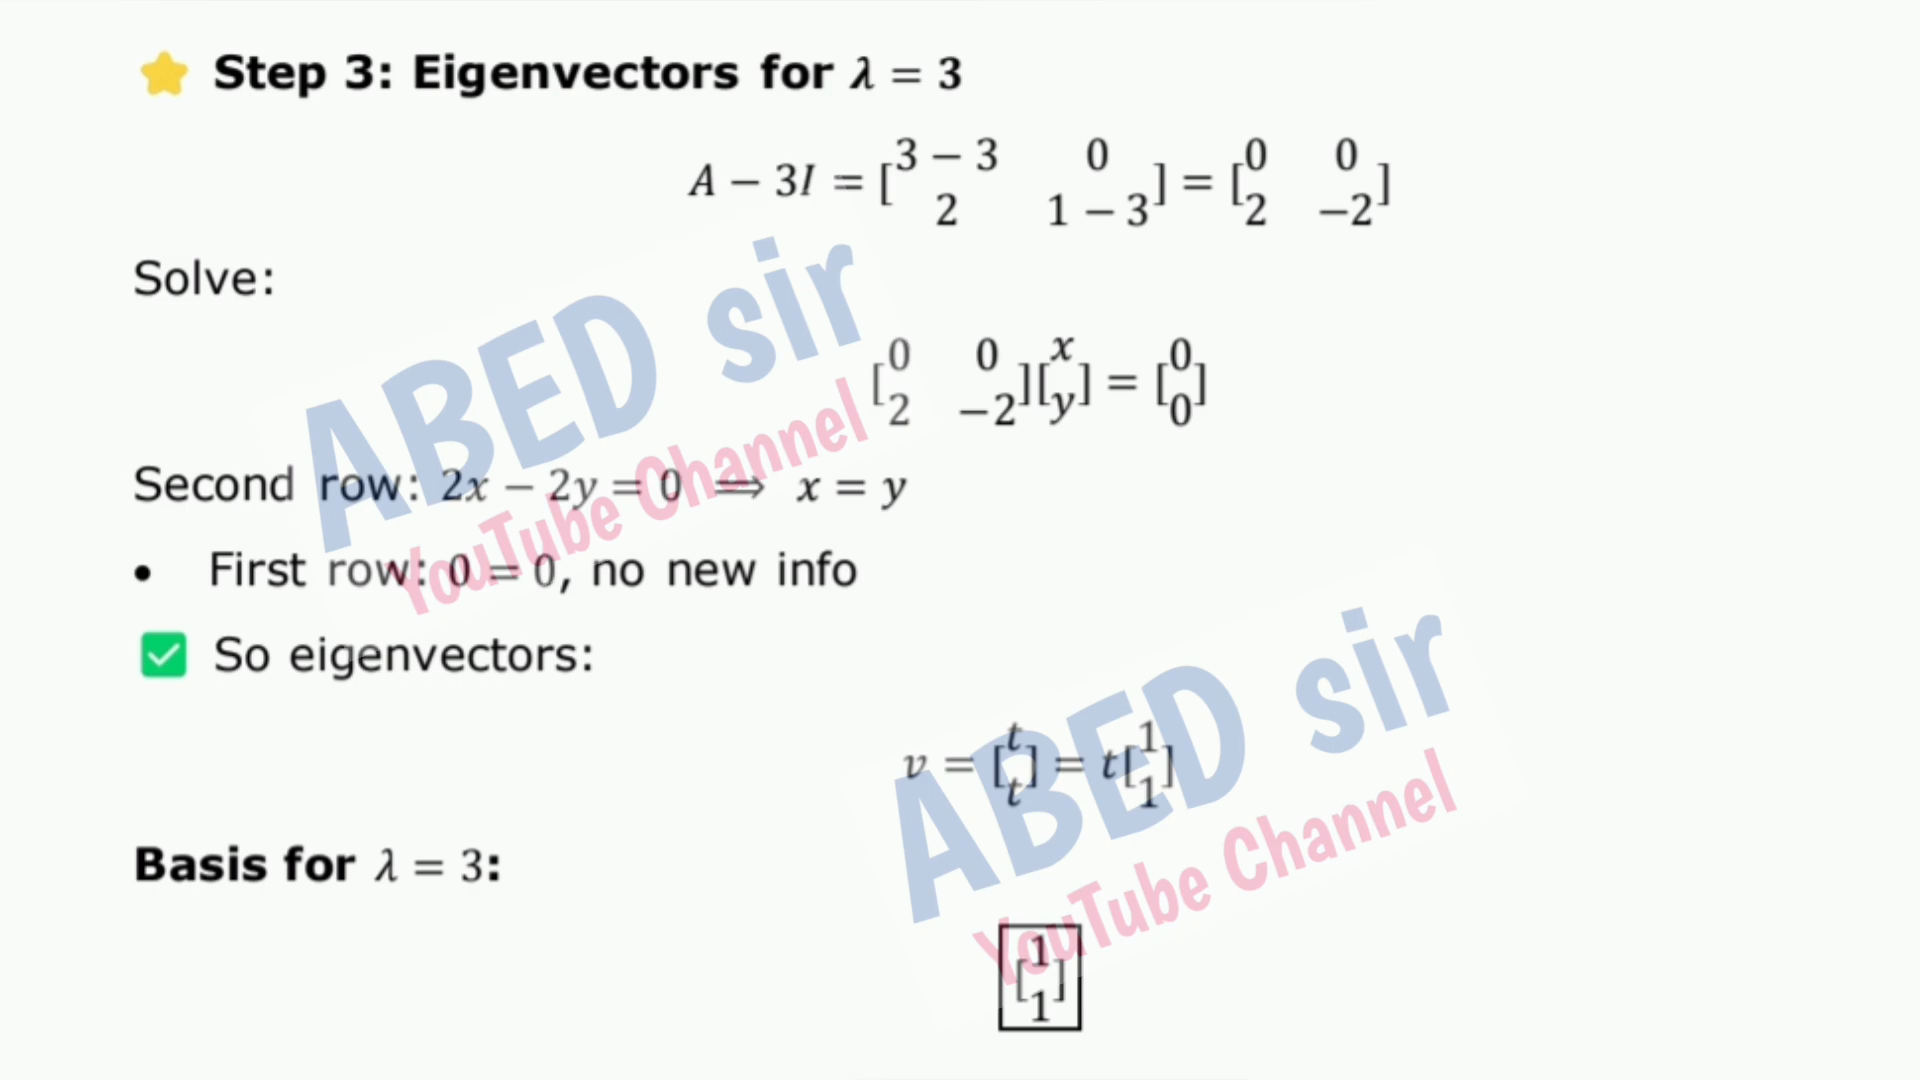 ⭐ Step 3: Eigenvectors for λ = 3
A − 3I = [3 − 3 0 2 1 − 3] = [0 0 2 −2]
Solve:
[0 0 2 −2][x y] = [0 0]
Second row: 2x − 2y = 0 ⟹ x = y
• First row: 0 = 0, no new info
✅ So eigenvectors:
v = [t t] = t[1 1]
Basis for λ = 3:
[1 1]
ABED sir
YouTube Channel
ABED sir
YouTube Channel